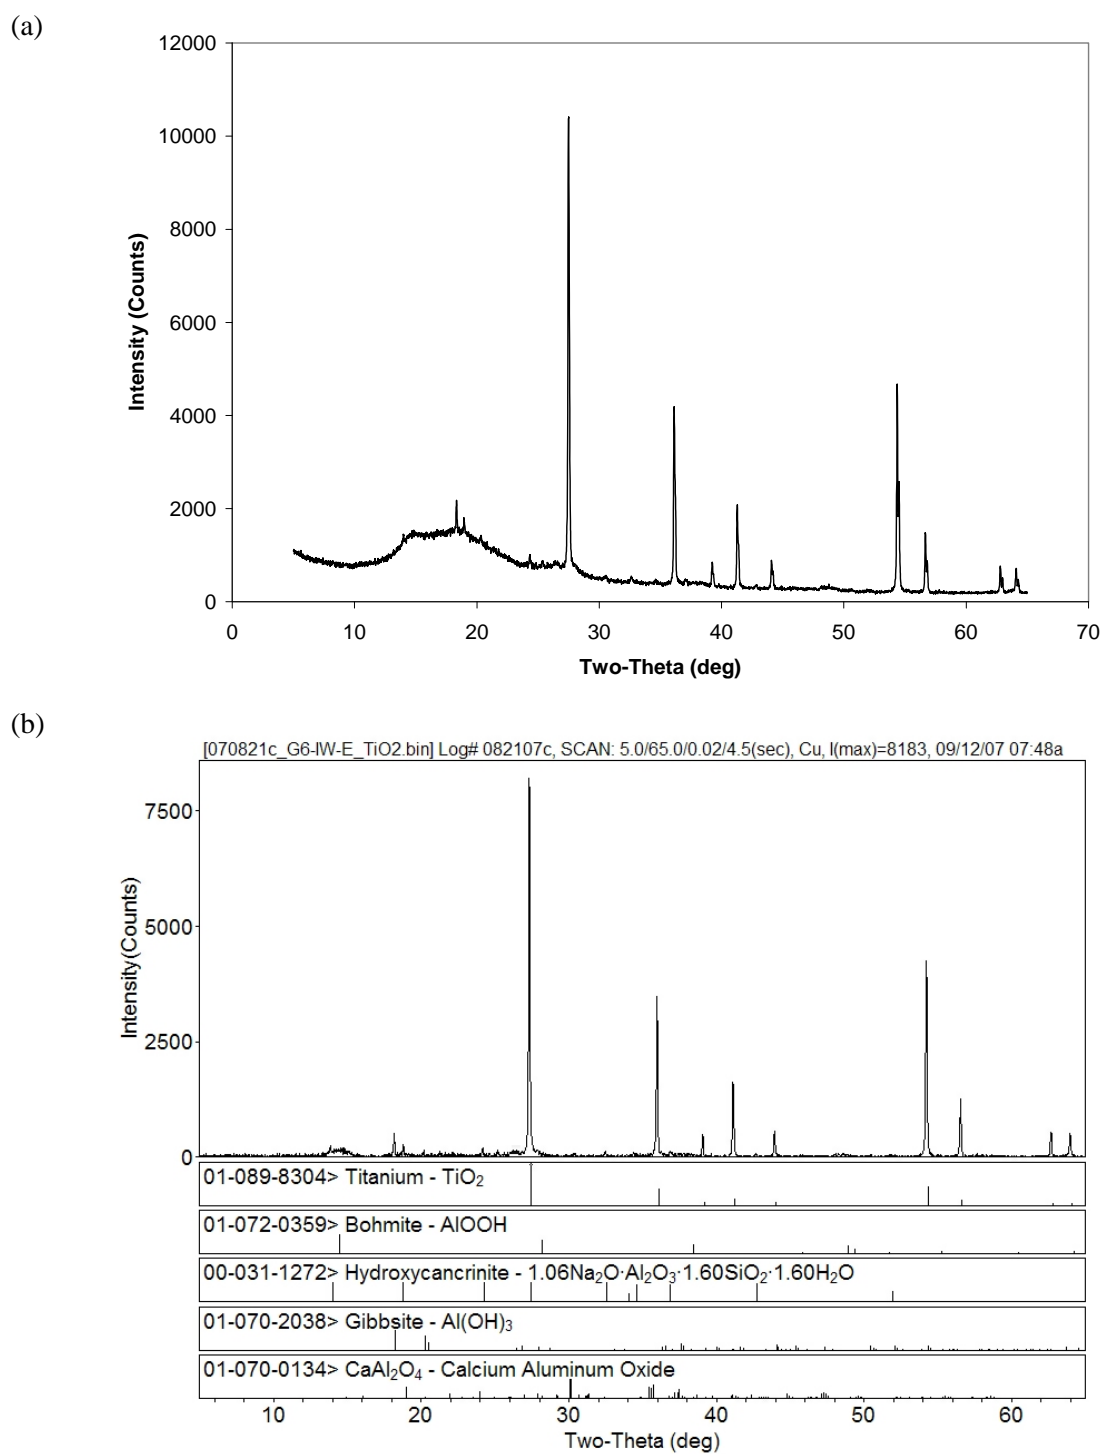 (a)
12000
10000
8000
6000
4000
2000
0
Intensity (Counts)
0 10 20 30 40 50 60 70
Two-Theta (deg)
(b)
[070821c_G6-IW-E_TiO2.bin] Log# 082107c, SCAN: 5.0/65.0/0.02/4.5(sec), Cu, I(max)=8183, 09/12/07 07:48a
7500
5000
2500
0
Intensity(Counts)
01-089-8304> Titanium - TiO₂
01-072-0359> Bohmite - AlOOH
00-031-1272> Hydroxycancrinite - 1.06Na₂O·Al₂O₃·1.60SiO₂·1.60H₂O
01-070-2038> Gibbsite - Al(OH)₃
01-070-0134> CaAl₂O₄ - Calcium Aluminum Oxide
10 20 30 40 50 60
Two-Theta (deg)